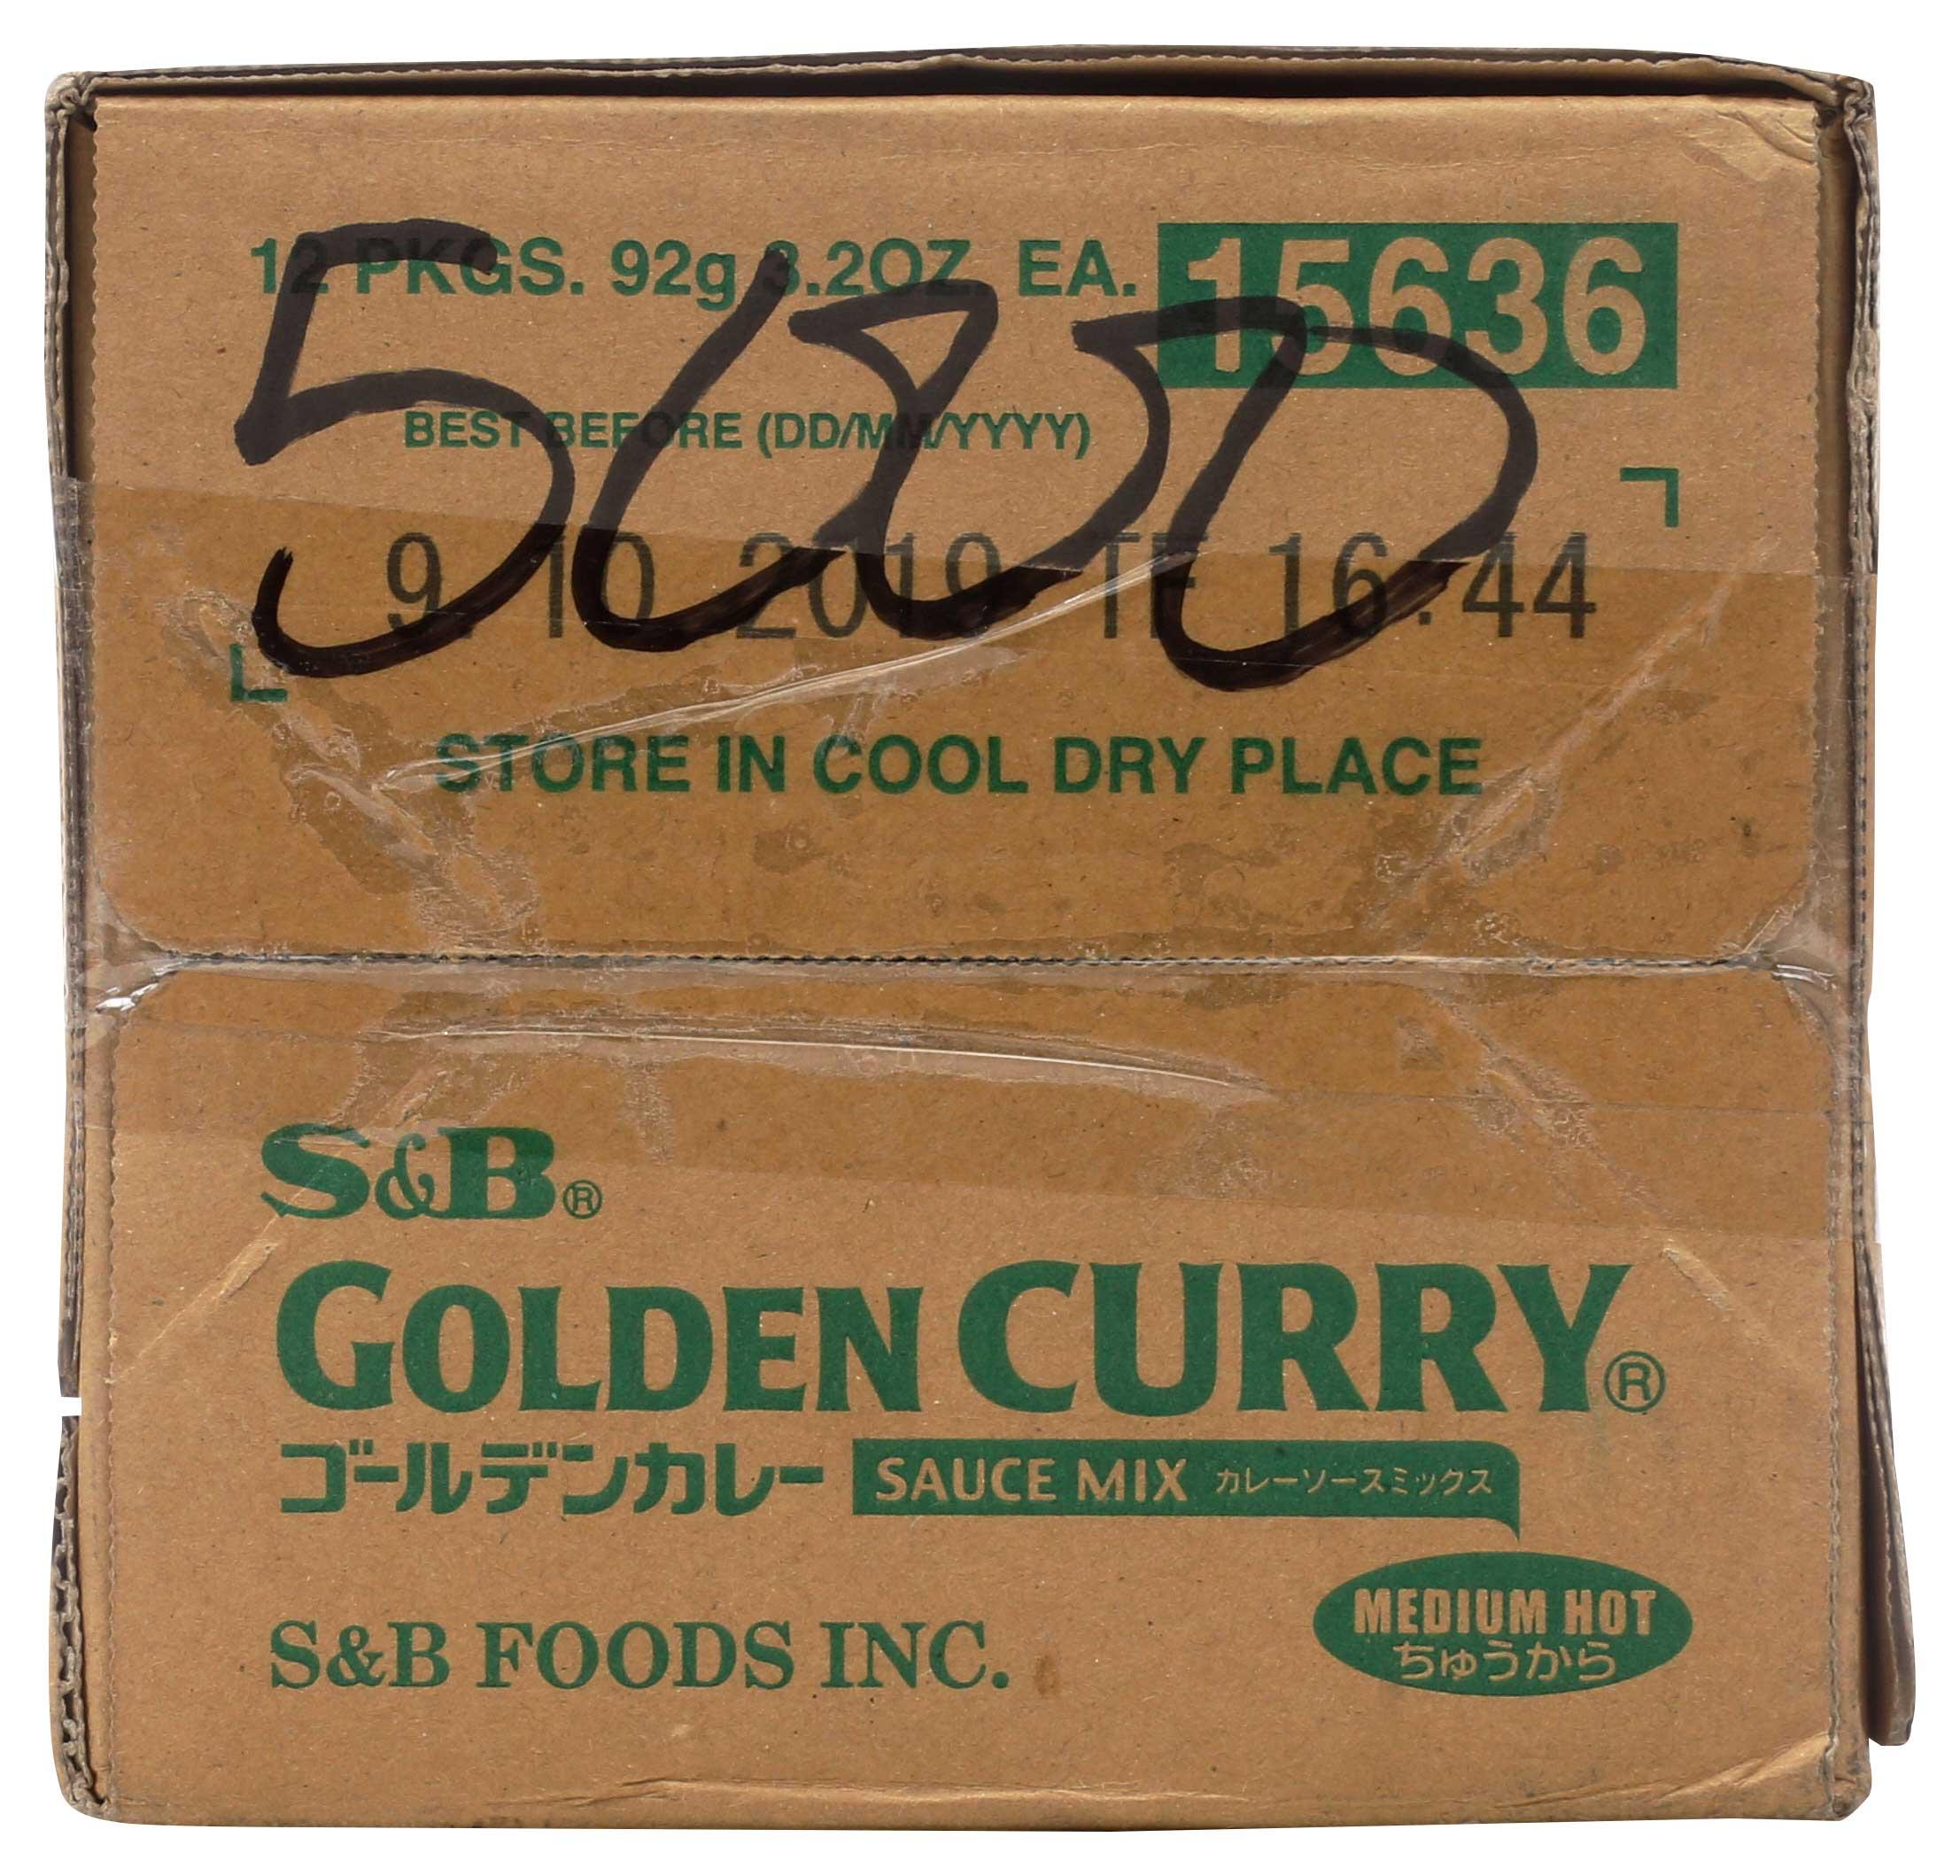 12 PKGS. 92g 3.2OZ. EA. 15636
BEST BEFORE (DD/MM/YYYY)
9. 10. 2019 TF 16:44
STORE IN COOL DRY PLACE
S&B®
GOLDEN CURRY®
ゴールデンカレー SAUCE MIX カレーソースミックス
MEDIUM HOT
ちゅうから
S&B FOODS INC.